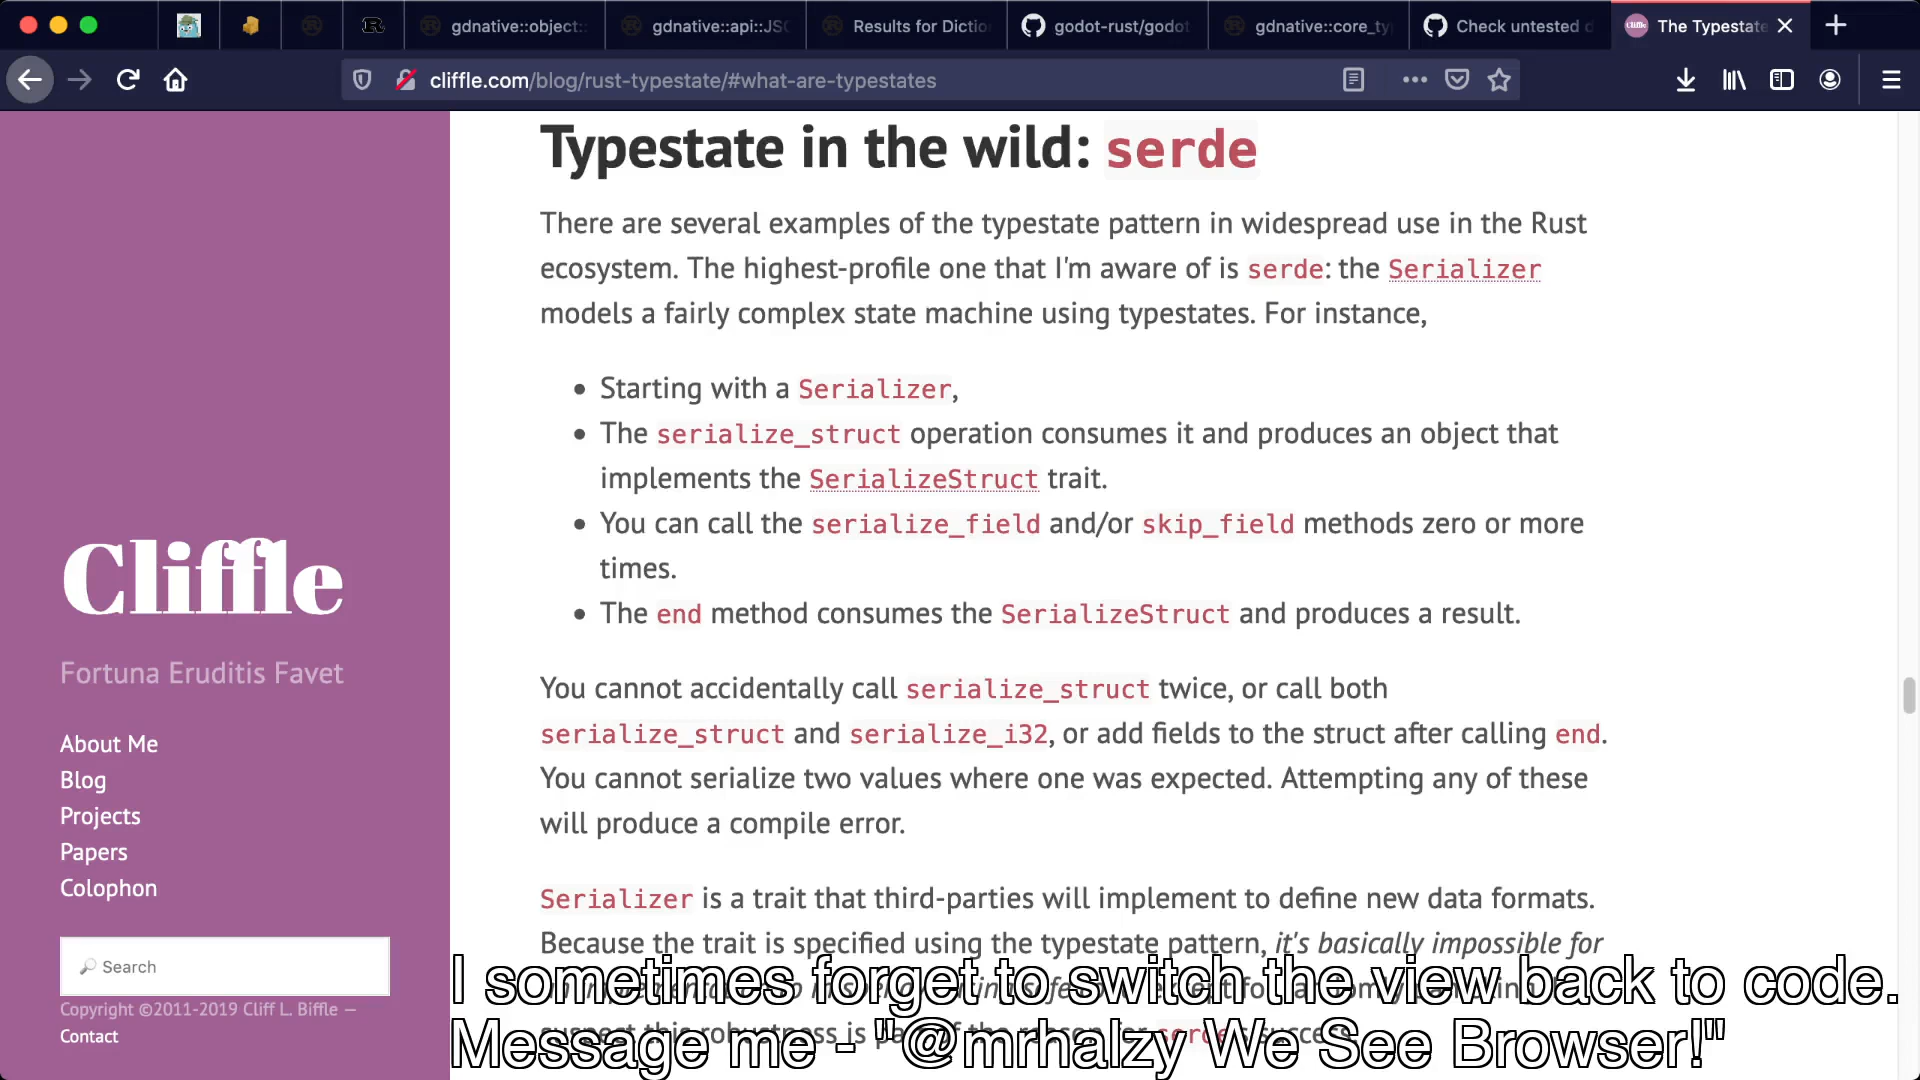 gdnative::object:
gdnative::api::JSO
Results for Diction
godot-rust/godot
gdnative::core_ty
Check untested d
The Typestate
cliffle.com/blog/rust-typestate/#what-are-typestates
Typestate in the wild: serde
There are several examples of the typestate pattern in widespread use in the Rust
ecosystem. The highest-profile one that I'm aware of is serde: the Serializer
models a fairly complex state machine using typestates. For instance,
• Starting with a Serializer,
• The serialize_struct operation consumes it and produces an object that
implements the SerializeStruct trait.
• You can call the serialize_field and/or skip_field methods zero or more
times.
• The end method consumes the SerializeStruct and produces a result.
You cannot accidentally call serialize_struct twice, or call both
serialize_struct and serialize_i32, or add fields to the struct after calling end.
You cannot serialize two values where one was expected. Attempting any of these
will produce a compile error.
Serializer is a trait that third-parties will implement to define new data formats.
Because the trait is specified using the typestate pattern, it's basically impossible for
I sometimes forget to switch the view back to code.
suspect this robustness is
Message me - "@mrhalzy We See Browser!"
Cliffle
Fortuna Eruditis Favet
About Me
Blog
Projects
Papers
Colophon
Search
Copyright ©2011-2019 Cliff L. Biffle —
Contact